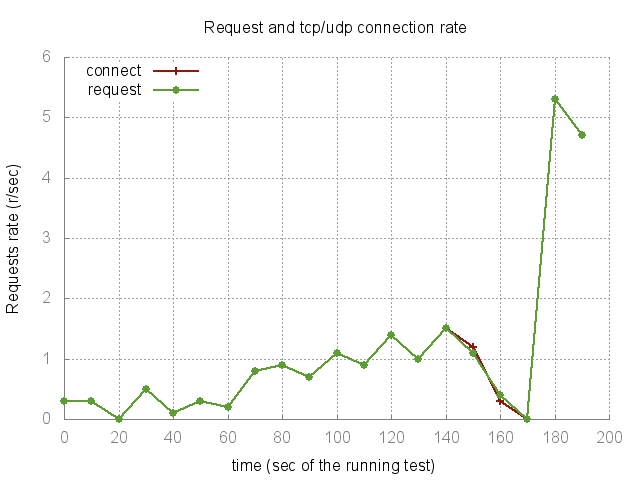 Request and tcp/udp connection rate
connect
request
Requests rate (r/sec)
6
5
4
3
2
1
0
0 20 40 60 80 100 120 140 160 180 200
time (sec of the running test)